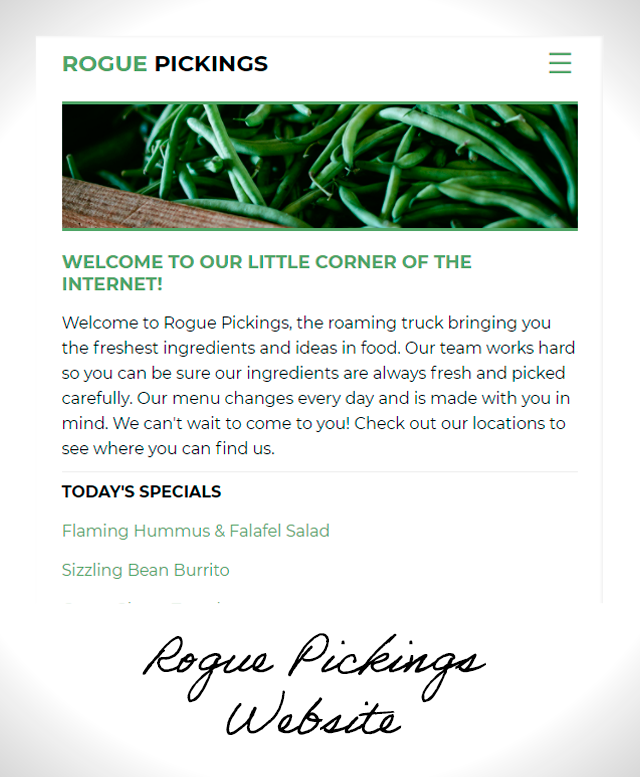 ROGUE PICKINGS
WELCOME TO OUR LITTLE CORNER OF THE
INTERNET!
Welcome to Rogue Pickings, the roaming truck bringing you
the freshest ingredients and ideas in food. Our team works hard
so you can be sure our ingredients are always fresh and picked
carefully. Our menu changes every day and is made with you in
mind. We can't wait to come to you! Check out our locations to
see where you can find us.
TODAY'S SPECIALS
Flaming Hummus & Falafel Salad
Sizzling Bean Burrito
Rogue Pickings
Website